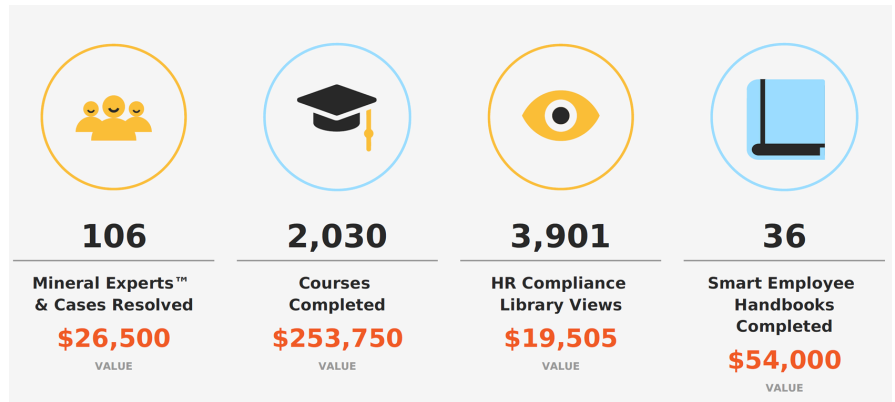 106
Mineral Experts™
& Cases Resolved
$26,500
VALUE
2,030
Courses
Completed
$253,750
VALUE
3,901
HR Compliance
Library Views
$19,505
VALUE
36
Smart Employee
Handbooks
Completed
$54,000
VALUE